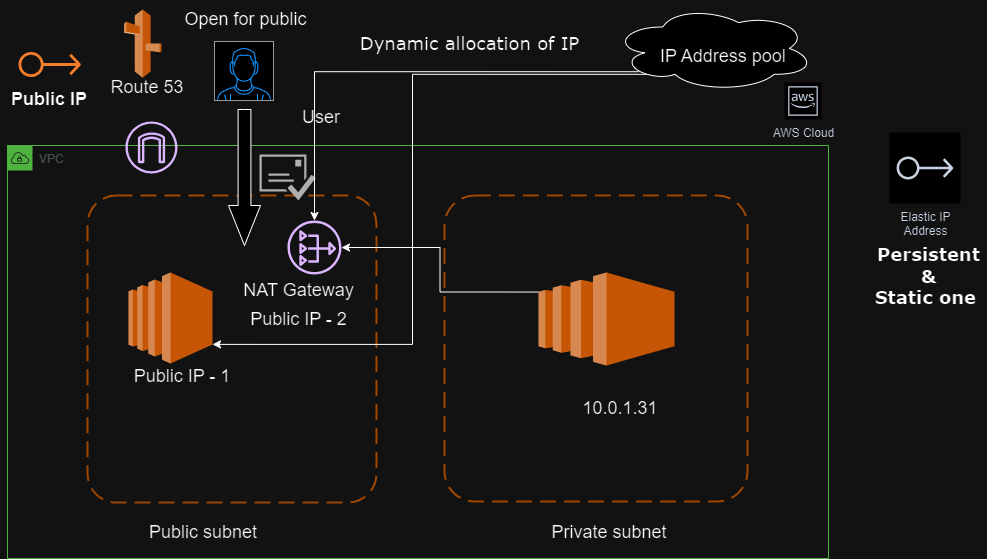 Open for public
Dynamic allocation of IP
IP Address pool
Public IP
Route 53
User
aws
AWS Cloud
VPC
Elastic IP
Address
Persistent
&
Static one
NAT Gateway
Public IP - 2
Public IP - 1
10.0.1.31
Public subnet
Private subnet